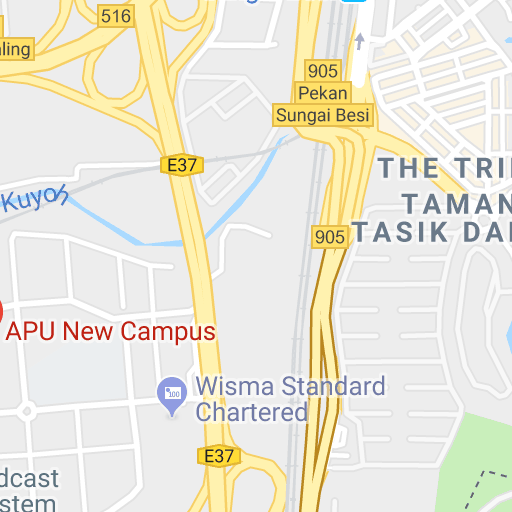 516
aling
905
Pekan
Sungai Besi
E37
THE TRI
TAMAN
TASIK DA
Kuyoh
905
APU New Campus
Wisma Standard
Chartered
E37
dcast
stem